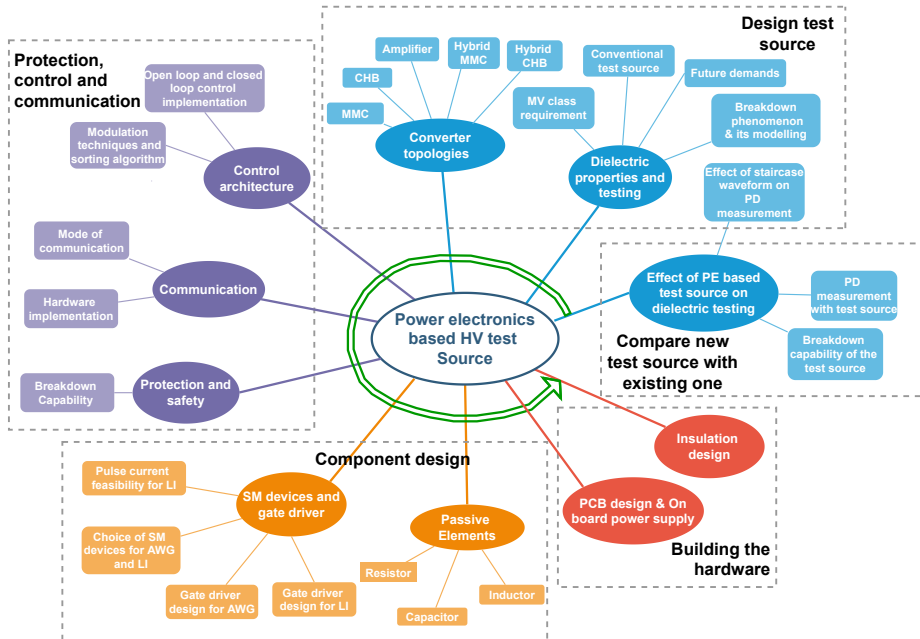 Design test
source
Protection,
control and
communication
Open loop and closed
loop control
implementation
Modulation
techniques and
sorting algorithm
Control
architecture
Mode of
communication
Communication
Hardware
implementation
Breakdown
Capability
Protection and
safety
Amplifier
Hybrid
MMC
Hybrid
CHB
CHB
MMC
Converter
topologies
Conventional
test source
MV class
requirement
Future demands
Breakdown
phenomenon
& its modelling
Dielectric
properties and
testing
Effect of staircase
waveform on
PD
measurement
Effect of PE based
test source on
dielectric testing
PD
measurement
with test source
Breakdown
capability of the
test source
Compare new
test source with
existing one
Power electronics
based HV test
Source
Component design
Pulse current
feasibility for LI
SM devices and
gate driver
Choice of SM
devices for AWG
and LI
Gate driver
design for AWG
Gate driver
design for LI
Passive
Elements
Resistor
Capacitor
Inductor
Insulation
design
PCB design & On
board power supply
Building the
hardware